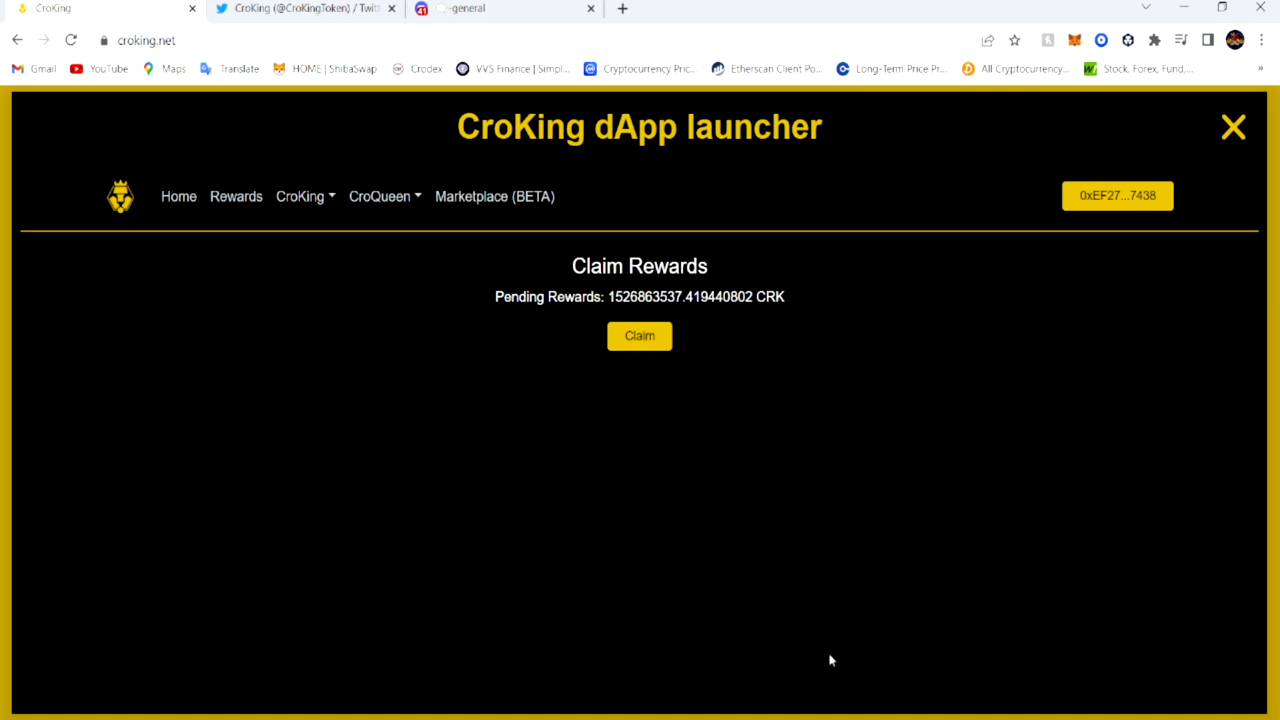 CroKing
CroKing (@CroKingToken) / Twitt
41
-general
croking.net
Gmail
YouTube
Maps
Translate
HOME | ShibaSwap
Crodex
VVS Finance | Simpl...
Cryptocurrency Pric...
Etherscan Client Po...
Long-Term Price Pr...
All Cryptocurrency...
Stock, Forex, Fund,...
»
CroKing dApp launcher
Home
Rewards
CroKing
CroQueen
Marketplace (BETA)
0xEF27...7438
Claim Rewards
Pending Rewards: 1526863537.419440802 CRK
Claim